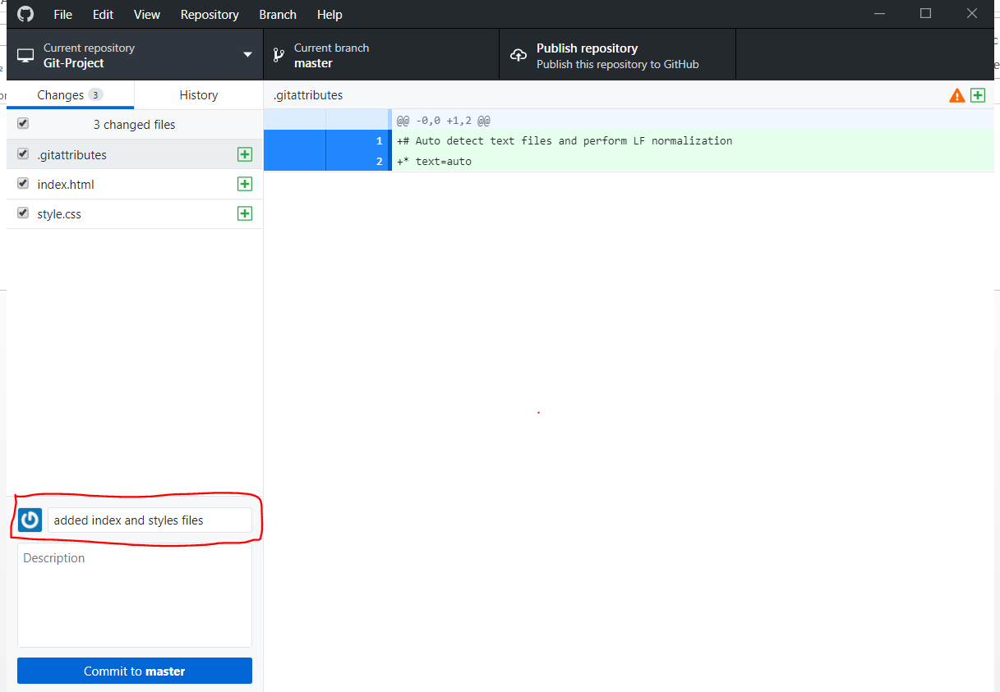 File Edit View Repository Branch Help
Current repository
Git-Project
Current branch
master
Publish repository
Publish this repository to GitHub
Changes 3
History
.gitattributes
3 changed files
.gitattributes
index.html
style.css
@@ -0,0 +1,2 @@
1 +# Auto detect text files and perform LF normalization
2 +* text=auto
added index and styles files
Description
Commit to master